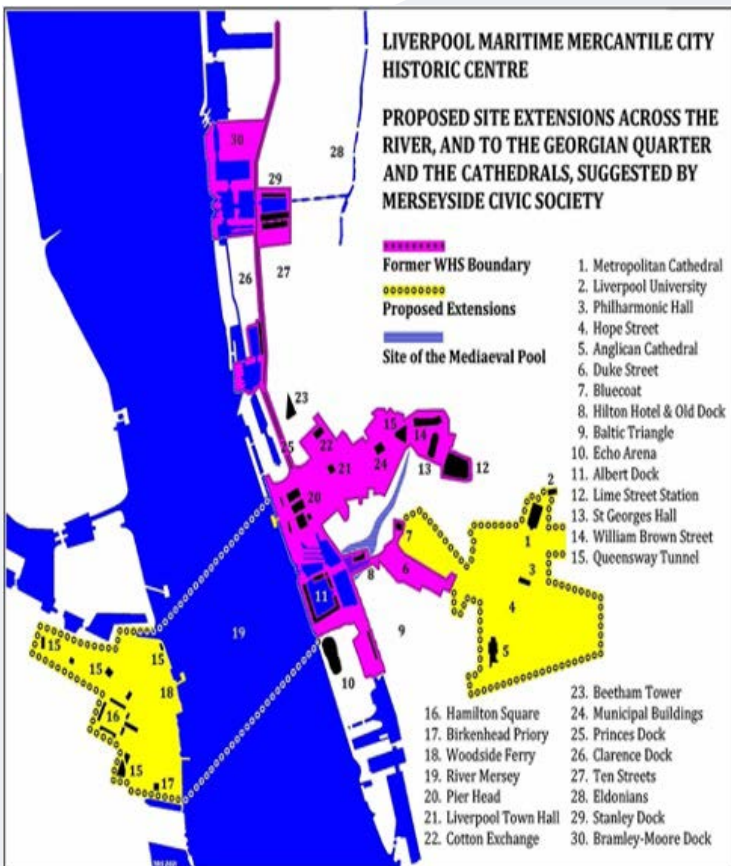 LIVERPOOL MARITIME MERCANTILE CITY
HISTORIC CENTRE
PROPOSED SITE EXTENSIONS ACROSS THE
RIVER, AND TO THE GEORGIAN QUARTER
AND THE CATHEDRALS, SUGGESTED BY
MERSEYSIDE CIVIC SOCIETY
Former WHS Boundary
Proposed Extensions
Site of the Mediaeval Pool
1. Metropolitan Cathedral
2. Liverpool University
3. Philharmonic Hall
4. Hope Street
5. Anglican Cathedral
6. Duke Street
7. Bluecoat
8. Hilton Hotel & Old Dock
9. Baltic Triangle
10. Echo Arena
11. Albert Dock
12. Lime Street Station
13. St Georges Hall
14. William Brown Street
15. Queensway Tunnel
16. Hamilton Square
17. Birkenhead Priory
18. Woodside Ferry
19. River Mersey
20. Pier Head
21. Liverpool Town Hall
22. Cotton Exchange
23. Beetham Tower
24. Municipal Buildings
25. Princes Dock
26. Clarence Dock
27. Ten Streets
28. Eldonians
29. Stanley Dock
30. Bramley-Moore Dock
30
28
29
26
27
23
25
22
21
24
15
14
13
12
20
2
1
7
8
6
3
4
5
11
9
10
19
15
15
15
18
16
15
17